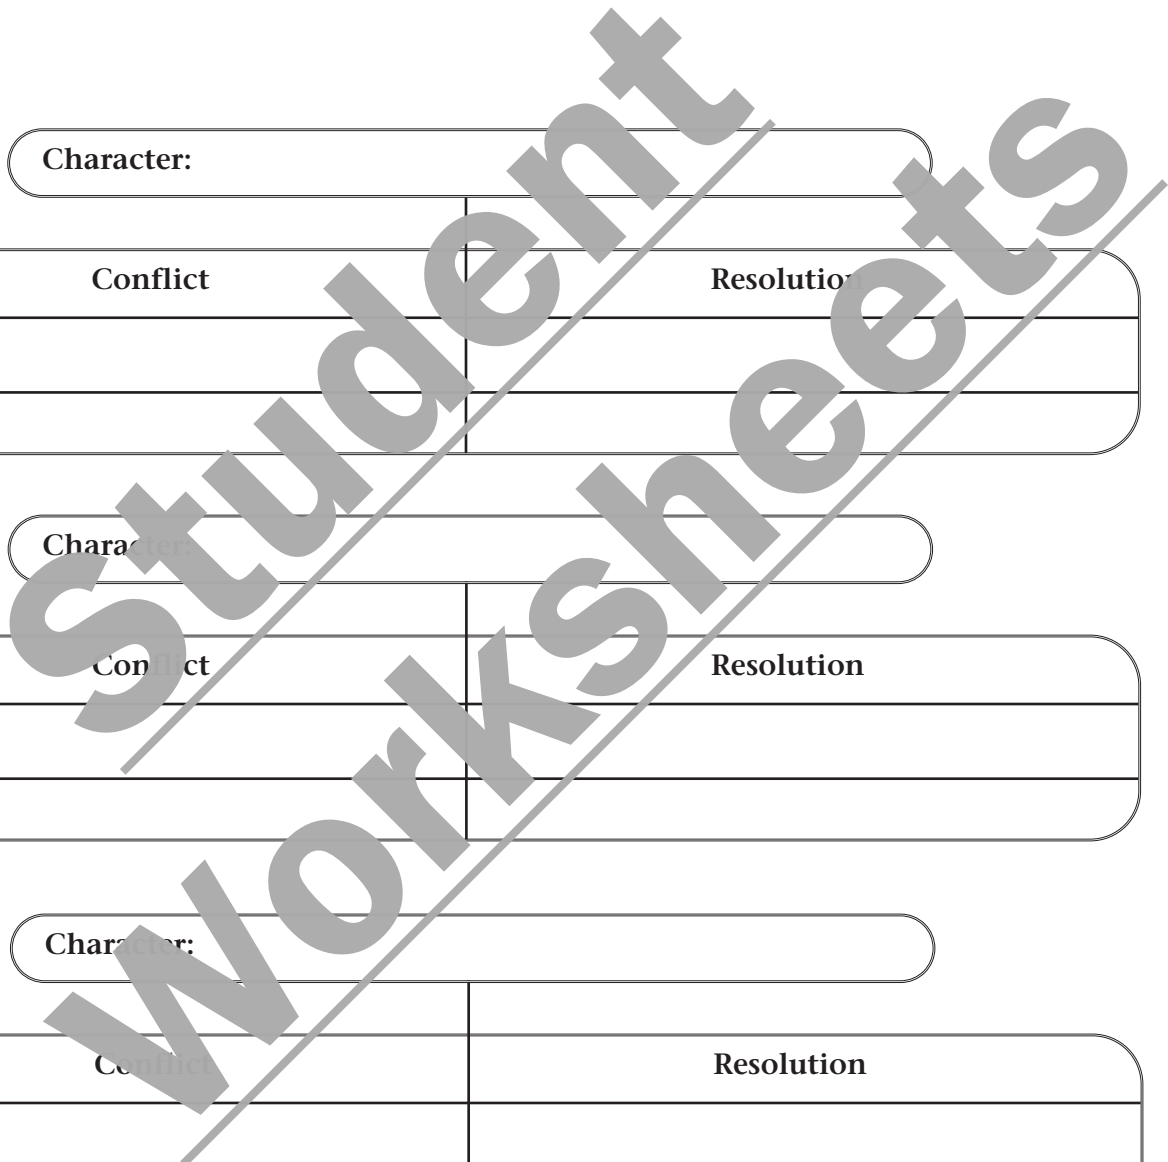 Character:
Conflict Resolution
Character:
Conflict Resolution
Character:
Conflict Resolution
Student
Worksheets